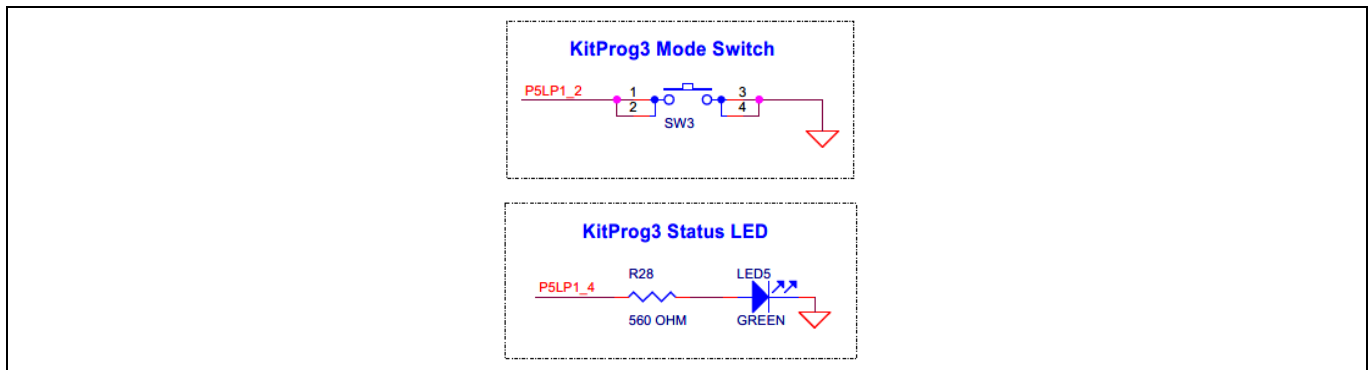 KitProg3 Mode Switch
P5LP1_2
1
2
3
4
SW3
KitProg3 Status LED
R28
LED5
P5LP1_4
560 OHM
GREEN